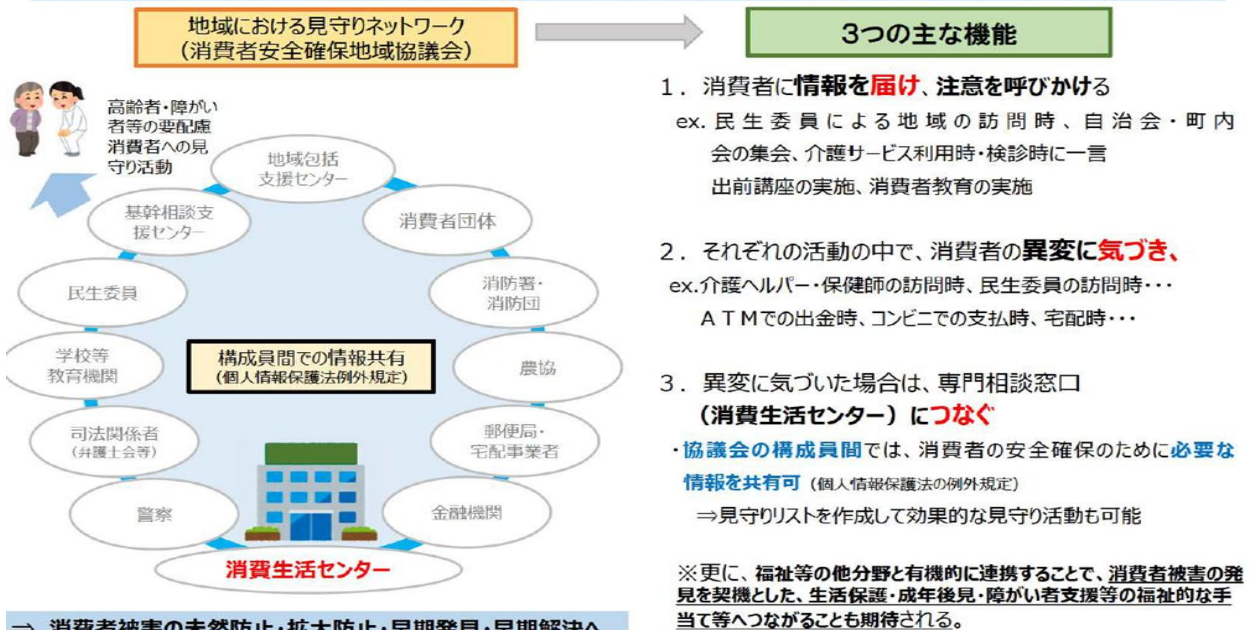 地域における見守りネットワーク
（消費者安全確保地域協議会）
高齢者・障がい
者等の要配慮
消費者への見
守り活動
地域包括
支援センター
基幹相談支
援センター
消費者団体
民生委員
消防署・
消防団
学校等
教育機関
構成員間での情報共有
（個人情報保護法例外規定）
農協
司法関係者
（弁護士会等）
郵便局・
宅配事業者
警察
金融機関
消費生活センター
⇒ 消費者被害の未然防止・拡大防止・早期発見・早期解決へ
３つの主な機能
１．消費者に情報を届け、注意を呼びかける
ex. 民生委員による地域の訪問時、自治会・町内
会の集会、介護サービス利用時・検診時に一言
出前講座の実施、消費者教育の実施
２．それぞれの活動の中で、消費者の異変に気づき、
ex.介護ヘルパー・保健師の訪問時、民生委員の訪問時・・・
ＡＴＭでの出金時、コンビニでの支払時、宅配時・・・
３．異変に気づいた場合は、専門相談窓口
（消費生活センター）につなぐ
・協議会の構成員間では、消費者の安全確保のために必要な
情報を共有可（個人情報保護法の例外規定）
⇒見守りリストを作成して効果的な見守り活動も可能
※更に、福祉等の他分野と有機的に連携することで、消費者被害の発
見を契機とした、生活保護・成年後見・障がい者支援等の福祉的な手
当て等へつながることも期待される。